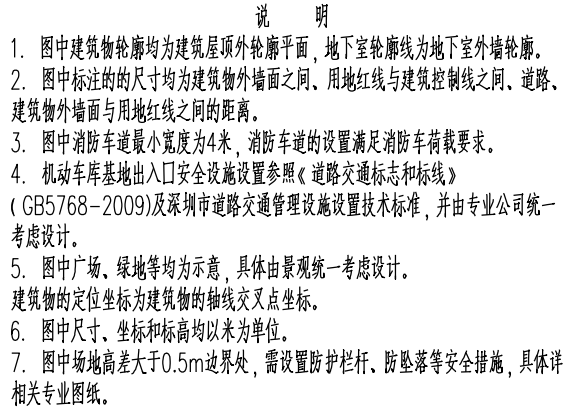 说 明
1. 图中建筑物轮廓均为建筑屋顶外轮廓平面,地下室轮廓线为地下室外墙轮廓。
2. 图中标注的的尺寸均为建筑物外墙面之间、用地红线与建筑控制线之间、道路、
建筑物外墙面与用地红线之间的距离。
3. 图中消防车道最小宽度为4米,消防车道的设置满足消防车荷载要求。
4. 机动车库基地出入口安全设施设置参照《道路交通标志和标线》
(GB5768-2009)及深圳市道路交通管理设施设置技术标准,并由专业公司统一
考虑设计。
5. 图中广场、绿地等均为示意,具体由景观统一考虑设计。
建筑物的定位坐标为建筑物的轴线交叉点坐标。
6. 图中尺寸、坐标和标高均以米为单位。
7. 图中场地高差大于0.5m边界处,需设置防护栏杆、防坠落等安全措施,具体详
相关专业图纸。